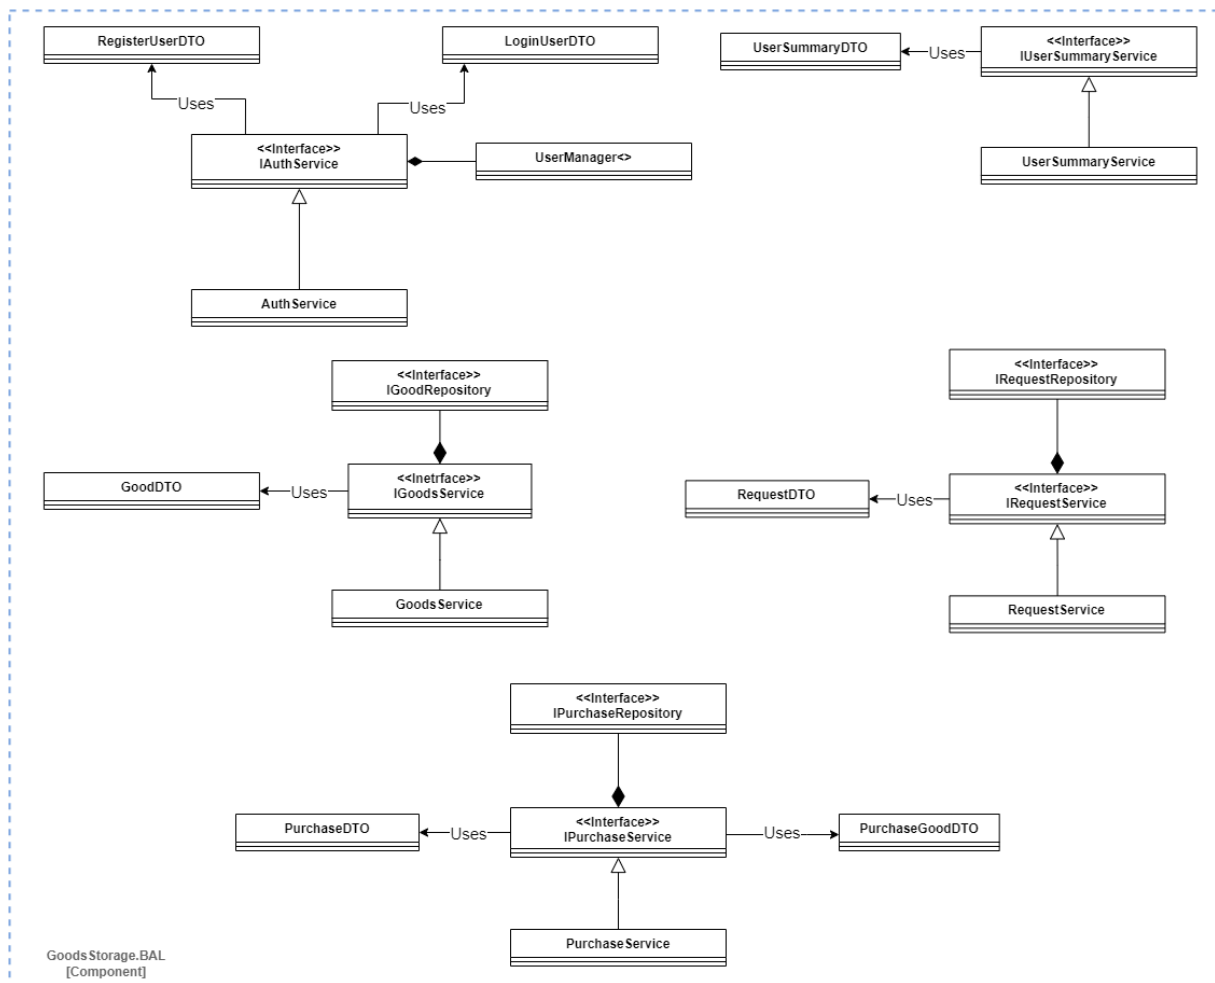 RegisterUserDTO
LoginUserDTO
UserSummaryDTO
Uses
<<Interface>>
IUserSummaryService
Uses
Uses
<<Interface>>
IAuthService
UserManager<>
UserSummaryService
AuthService
<<Interface>>
IGoodRepository
<<Interface>>
IRequestRepository
GoodDTO
Uses
<<Inetrface>>
IGoodsService
RequestDTO
Uses
<<Interface>>
IRequestService
GoodsService
RequestService
<<Interface>>
IPurchaseRepository
PurchaseDTO
Uses
<<Interface>>
IPurchaseService
Uses
PurchaseGoodDTO
PurchaseService
GoodsStorage.BAL
[Component]